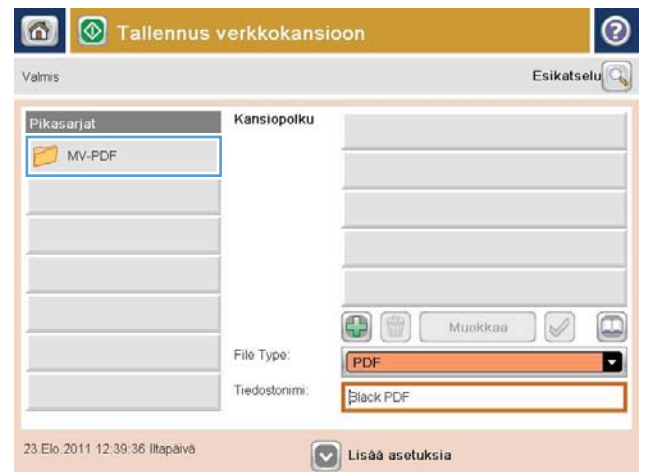 Tallennus verkkokansioon
Valmis
Esikatselu
Pikasarjat
Kansiopolku
MV-PDF
Muokkaa
File Type:
PDF
Tiedostonimi:
Black PDF
23.Elo.2011 12:39:36 Iltapäivä
Lisää asetuksia